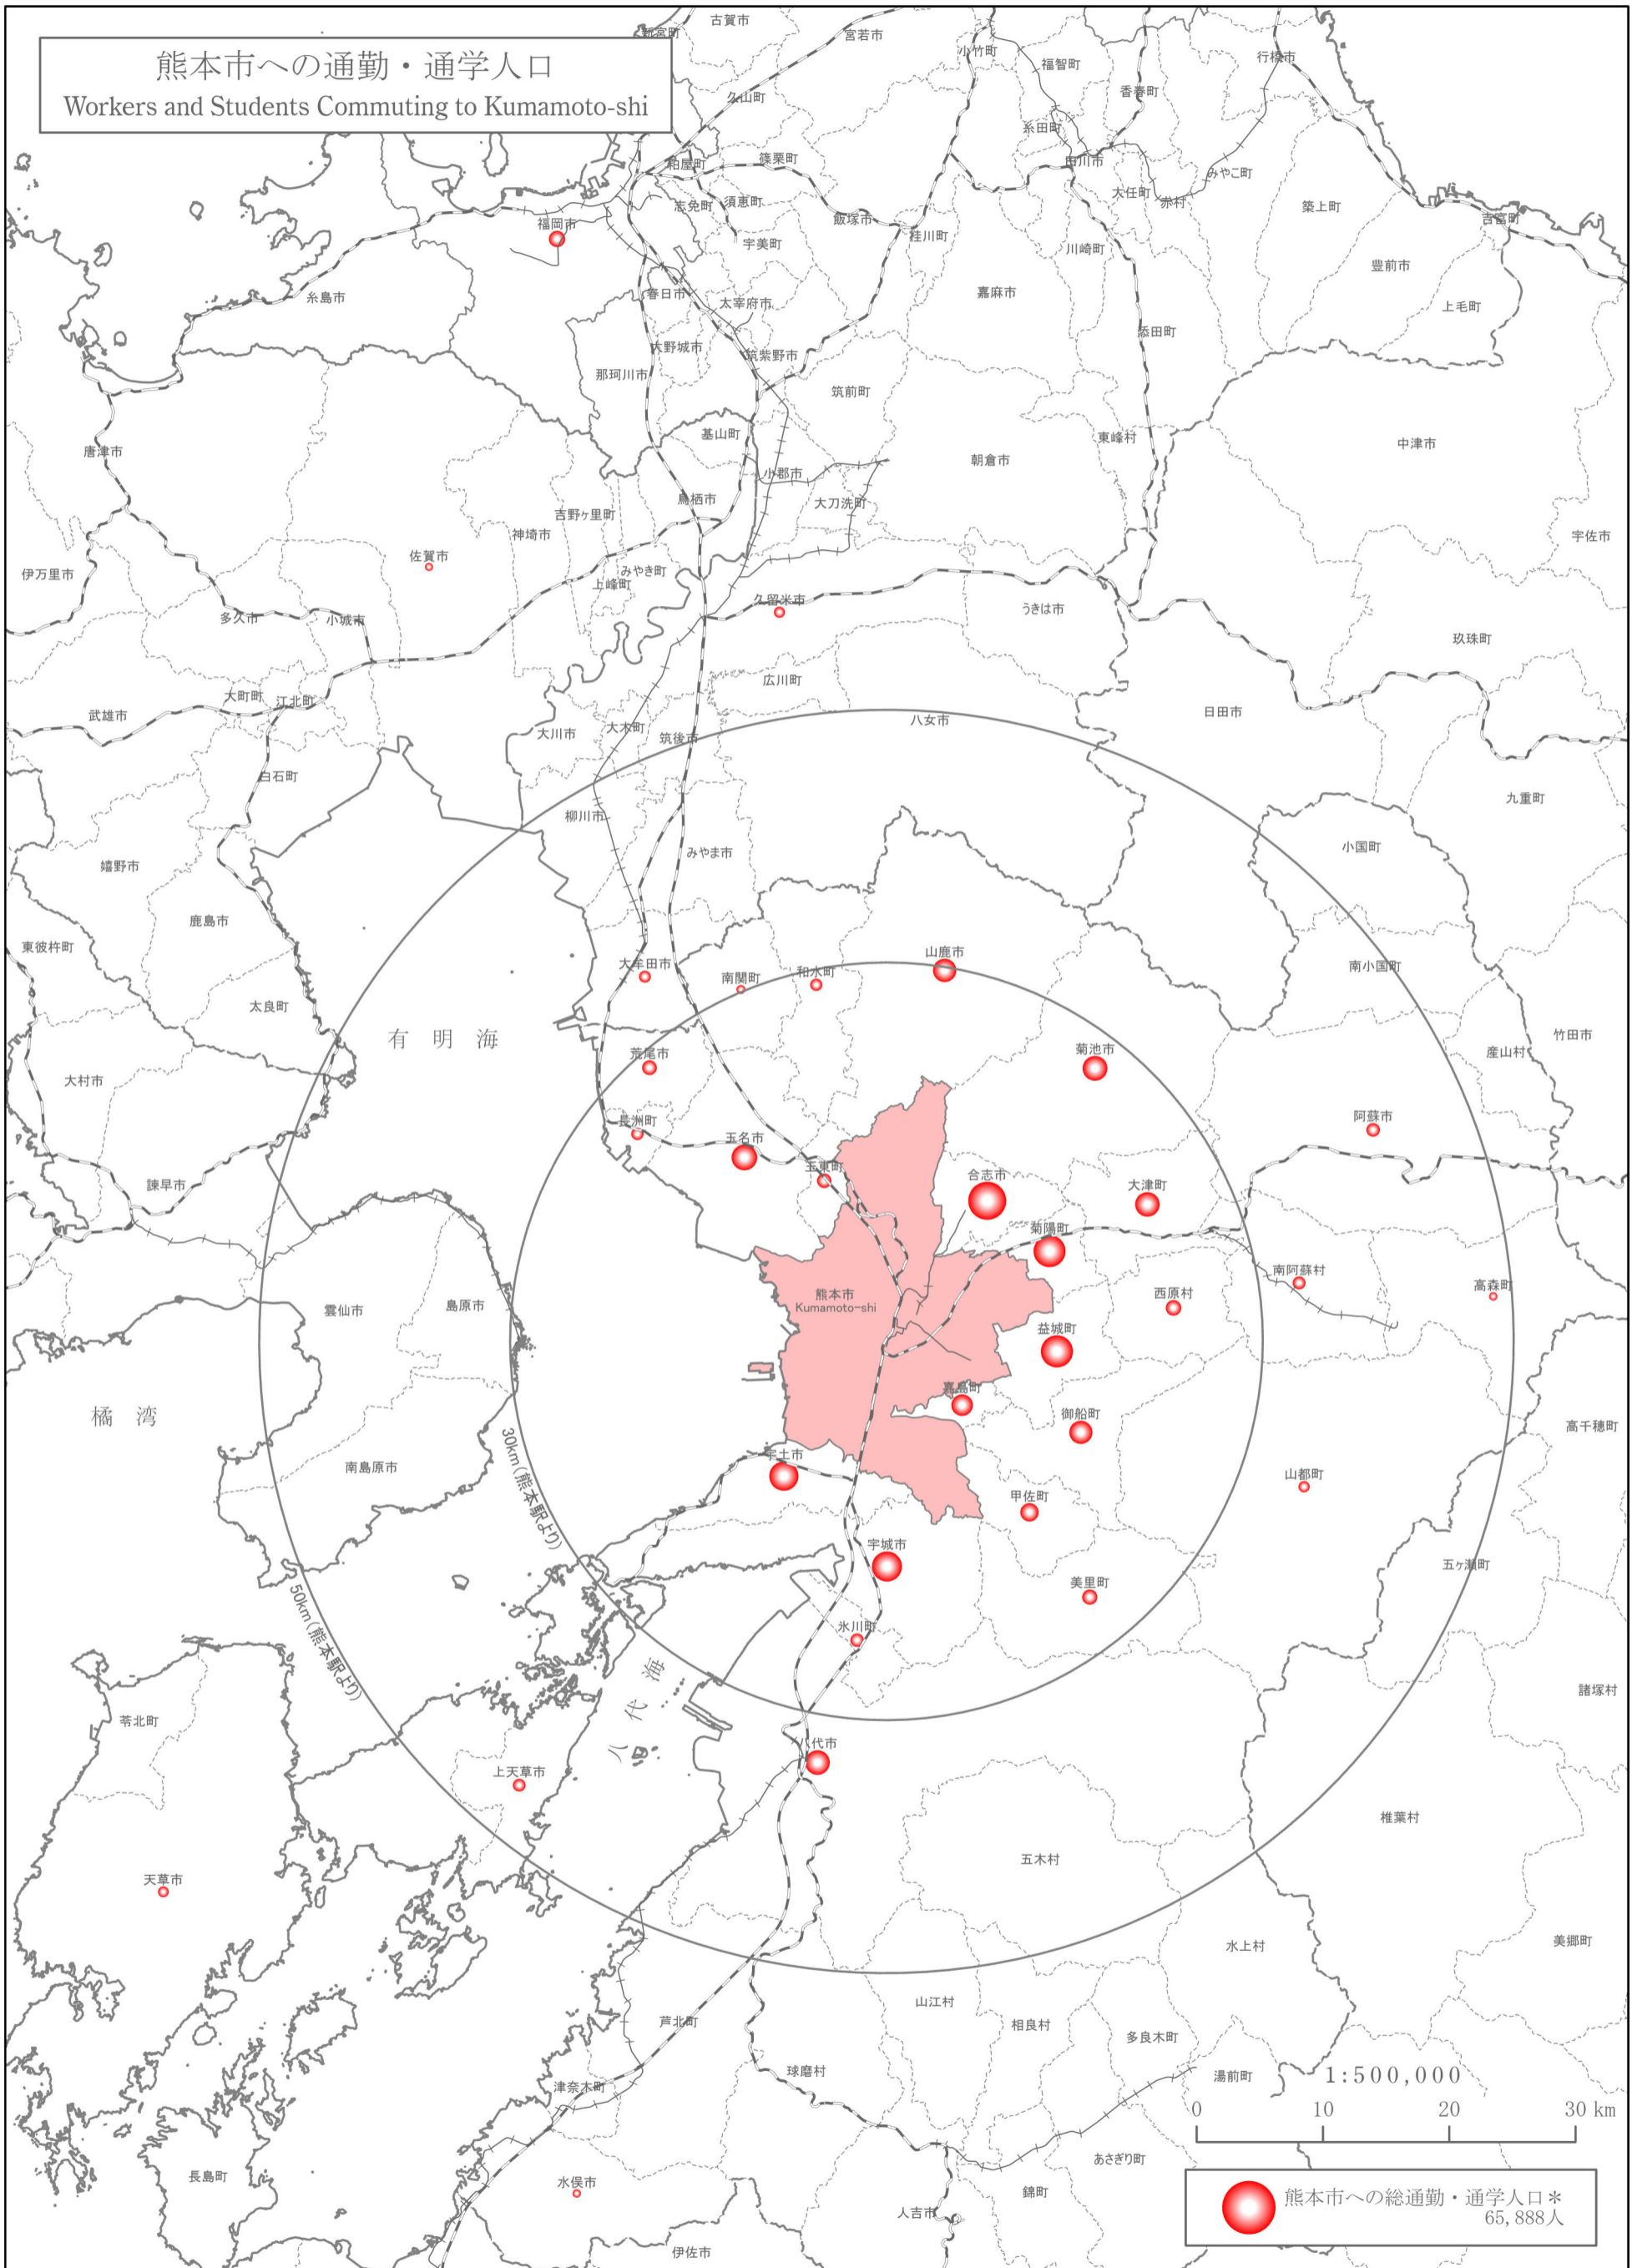 熊本市への通勤・通学人口
Workers and Students Commuting to Kumamoto-shi
新宮町
古賀市
宮若市
小竹町
福智町
行橋市
久山町
香春町
糸田町
粕屋町
篠栗町
田川市
みやこ町
志免町
須恵町
大任町
赤村
築上町
福岡市
飯塚市
吉富町
宇美町
桂川町
川崎町
豊前市
糸島市
春日市
太宰府市
嘉麻市
上毛町
大野城市
筑紫野市
添田町
那珂川市
筑前町
唐津市
基山町
東峰村
中津市
小郡市
朝倉市
鳥栖市
大刀洗町
吉野ヶ里町
神埼市
宇佐市
佐賀市
伊万里市
みやき町
上峰町
久留米市
うきは市
多久市
小城市
玖珠町
広川町
大町町
江北町
武雄市
日田市
八女市
大川市
大木町
筑後市
白石町
九重町
柳川市
みやま市
小国町
嬉野市
鹿島市
東彼杵町
山鹿市
大牟田市
南関町
和水町
南小国町
太良町
有明海
竹田市
荒尾市
菊池市
産山村
大村市
長洲町
阿蘇市
玉名市
玉東町
合志市
大津町
諫早市
菊陽町
南阿蘇村
高森町
西原村
熊本市
Kumamoto-shi
雲仙市
島原市
益城町
橘湾
嘉島町
御船町
高千穂町
宇土市
南島原市
山都町
30km(熊本駅より)
甲佐町
宇城市
五ヶ瀬町
美里町
50km(熊本駅より)
氷川町
八代海
諸塚村
苓北町
八代市
上天草市
椎葉村
五木村
天草市
水上村
美郷町
山江村
芦北町
相良村
多良木町
球磨村
湯前町
津奈木町
1:500,000
0
10
20
30 km
あさぎり町
長島町
水俣市
錦町
人吉市
伊佐市
熊本市への総通勤・通学人口＊
65,888人